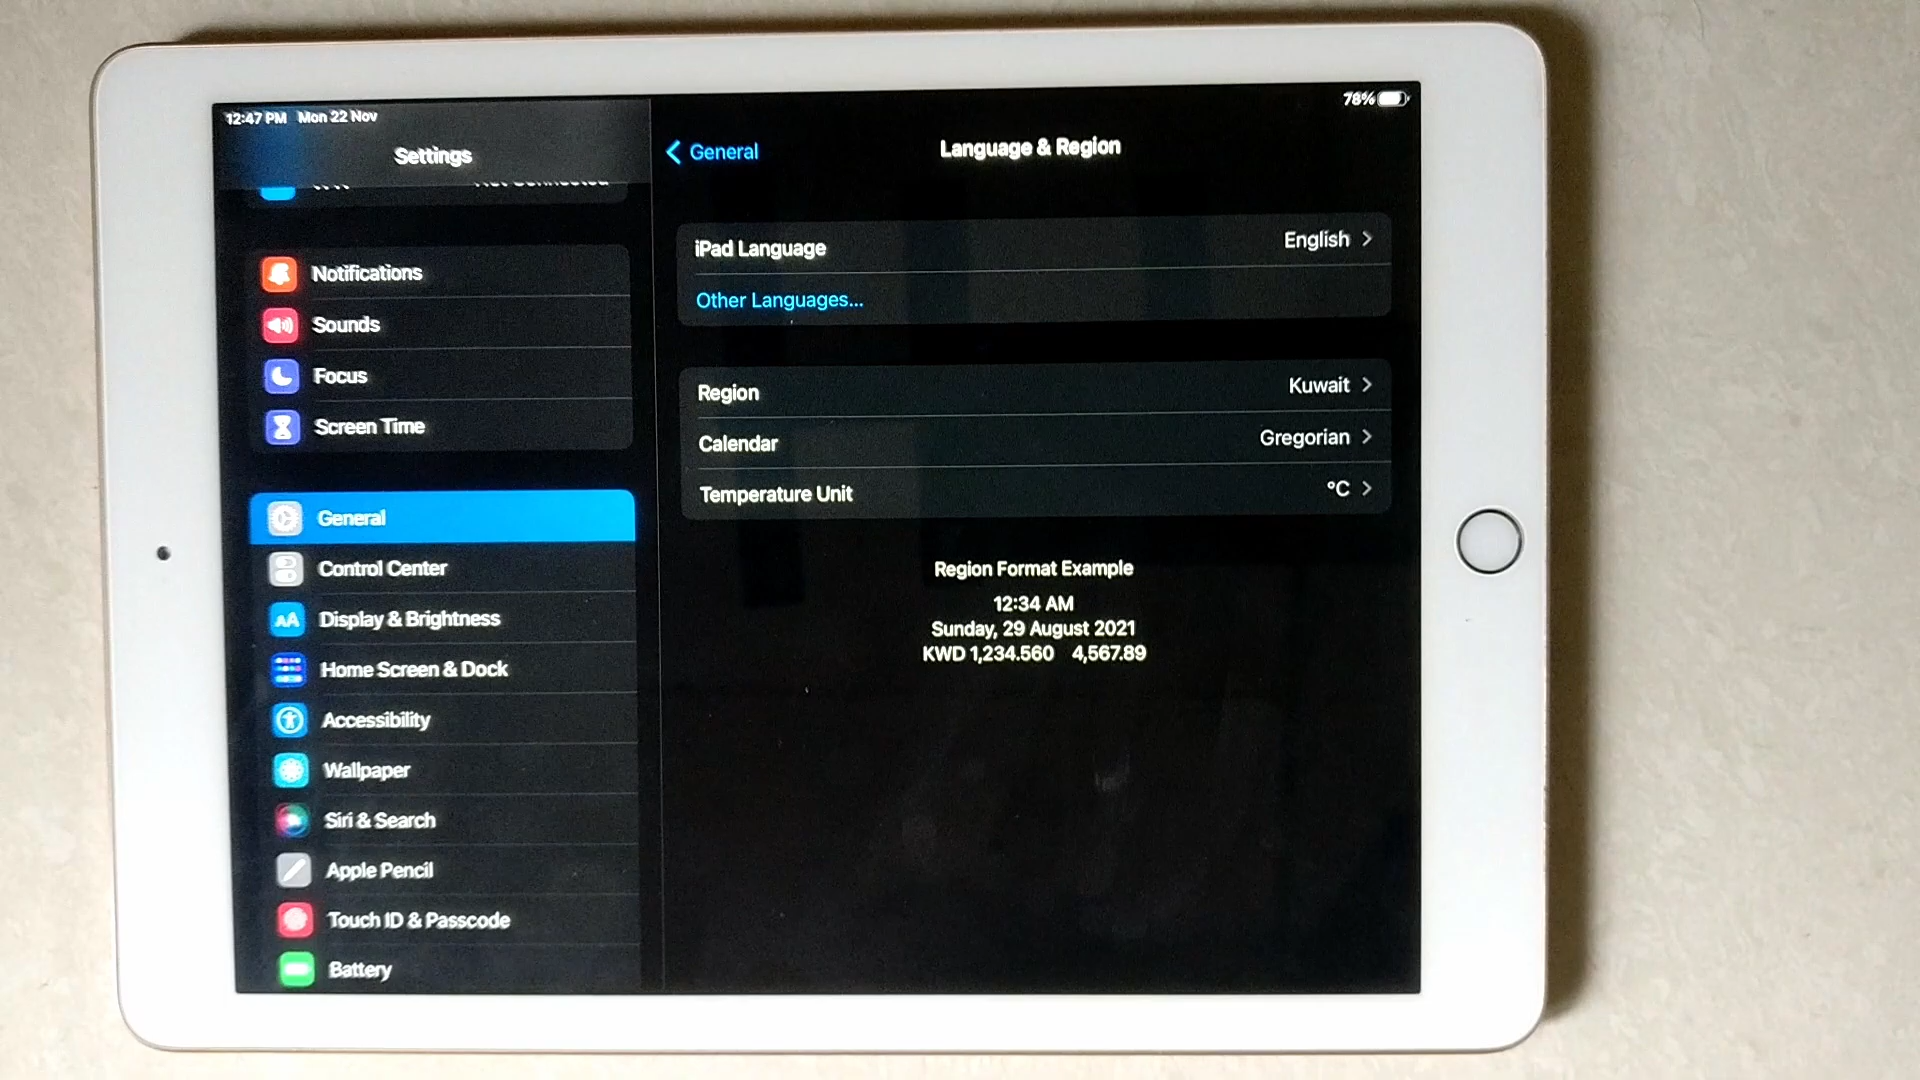 12:47 PM Mon 22 Nov
78%
Settings
Notifications
Sounds
Focus
Screen Time
General
Control Center
AA Display & Brightness
Home Screen & Dock
Accessibility
Wallpaper
Siri & Search
Apple Pencil
Touch ID & Passcode
Battery
General
Language & Region
iPad Language English
Other Languages...
Region Kuwait
Calendar Gregorian
Temperature Unit °C
Region Format Example
12:34 AM
Sunday, 29 August 2021
KWD 1,234.560 4,567.89